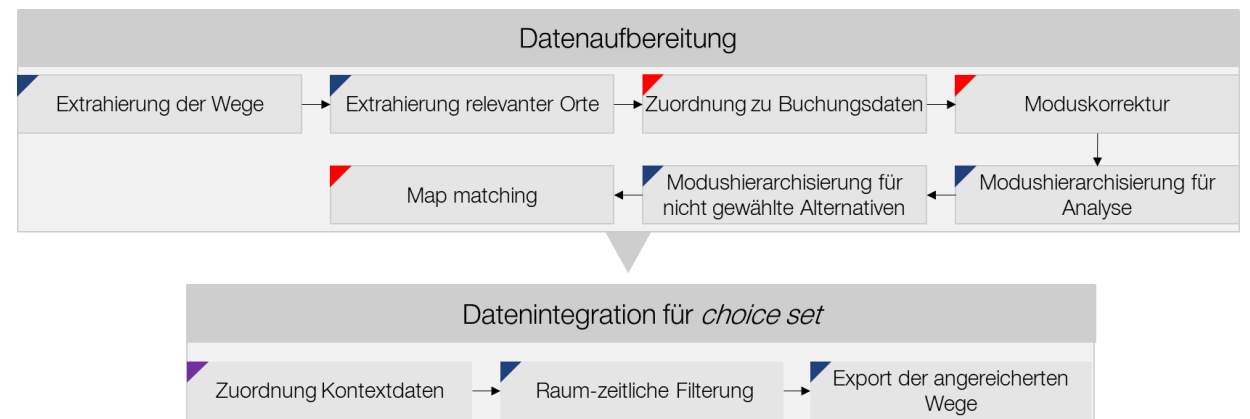 Datenaufbereitung
Extrahierung der Wege
Extrahierung relevanter Orte
Zuordnung zu Buchungsdaten
Moduskorrektur
Map matching
Modushierarchisierung für
nicht gewählte Alternativen
Modushierarchisierung für
Analyse
Datenintegration für choice set
Zuordnung Kontextdaten
Raum-zeitliche Filterung
Export der angereicherten
Wege